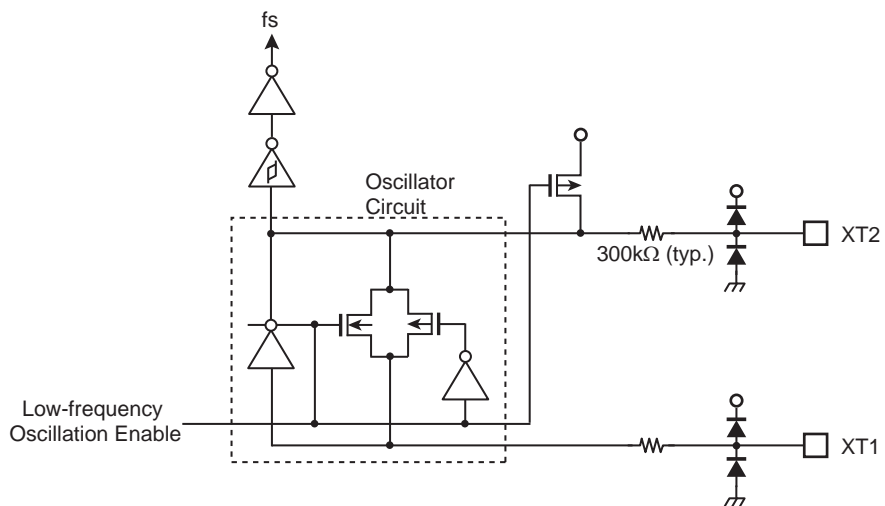 fs
Oscillator
Circuit
300kΩ (typ.)
XT2
Low-frequency
Oscillation Enable
XT1